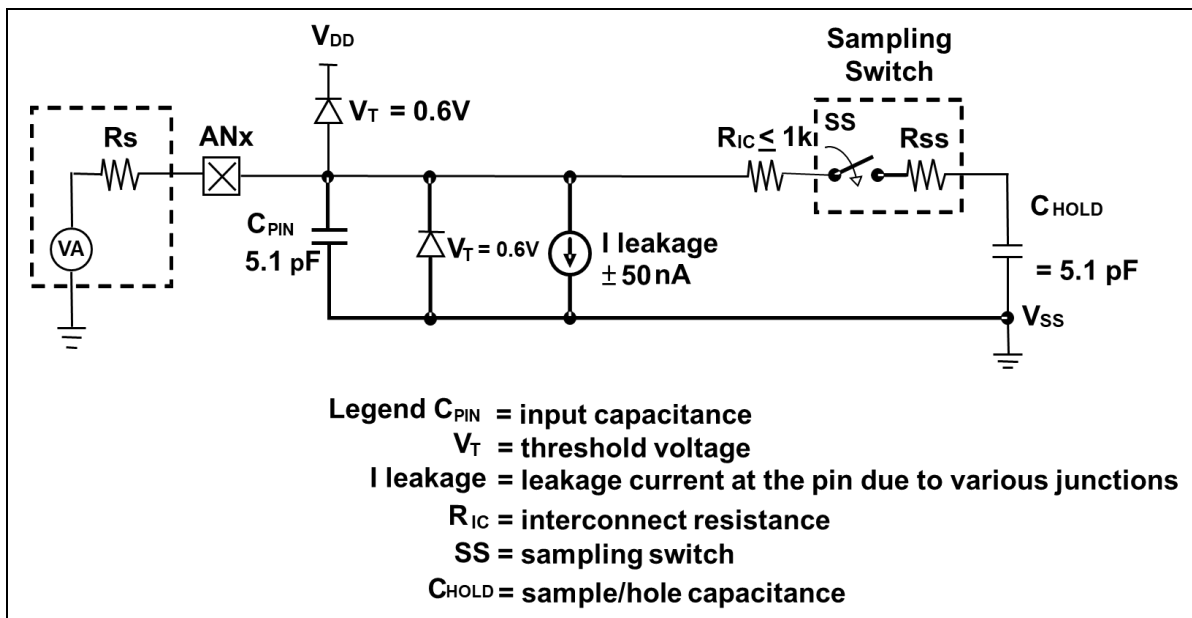 VDD
Sampling
Switch
VT = 0.6V
Rs
ANx
RIC ≤ 1k
SS
Rss
CPIN
5.1 pF
VT = 0.6V
I leakage
± 50 nA
CHOLD
= 5.1 pF
VA
VSS
Legend CPIN = input capacitance
VT = threshold voltage
I leakage = leakage current at the pin due to various junctions
RIC = interconnect resistance
SS = sampling switch
CHOLD = sample/hole capacitance